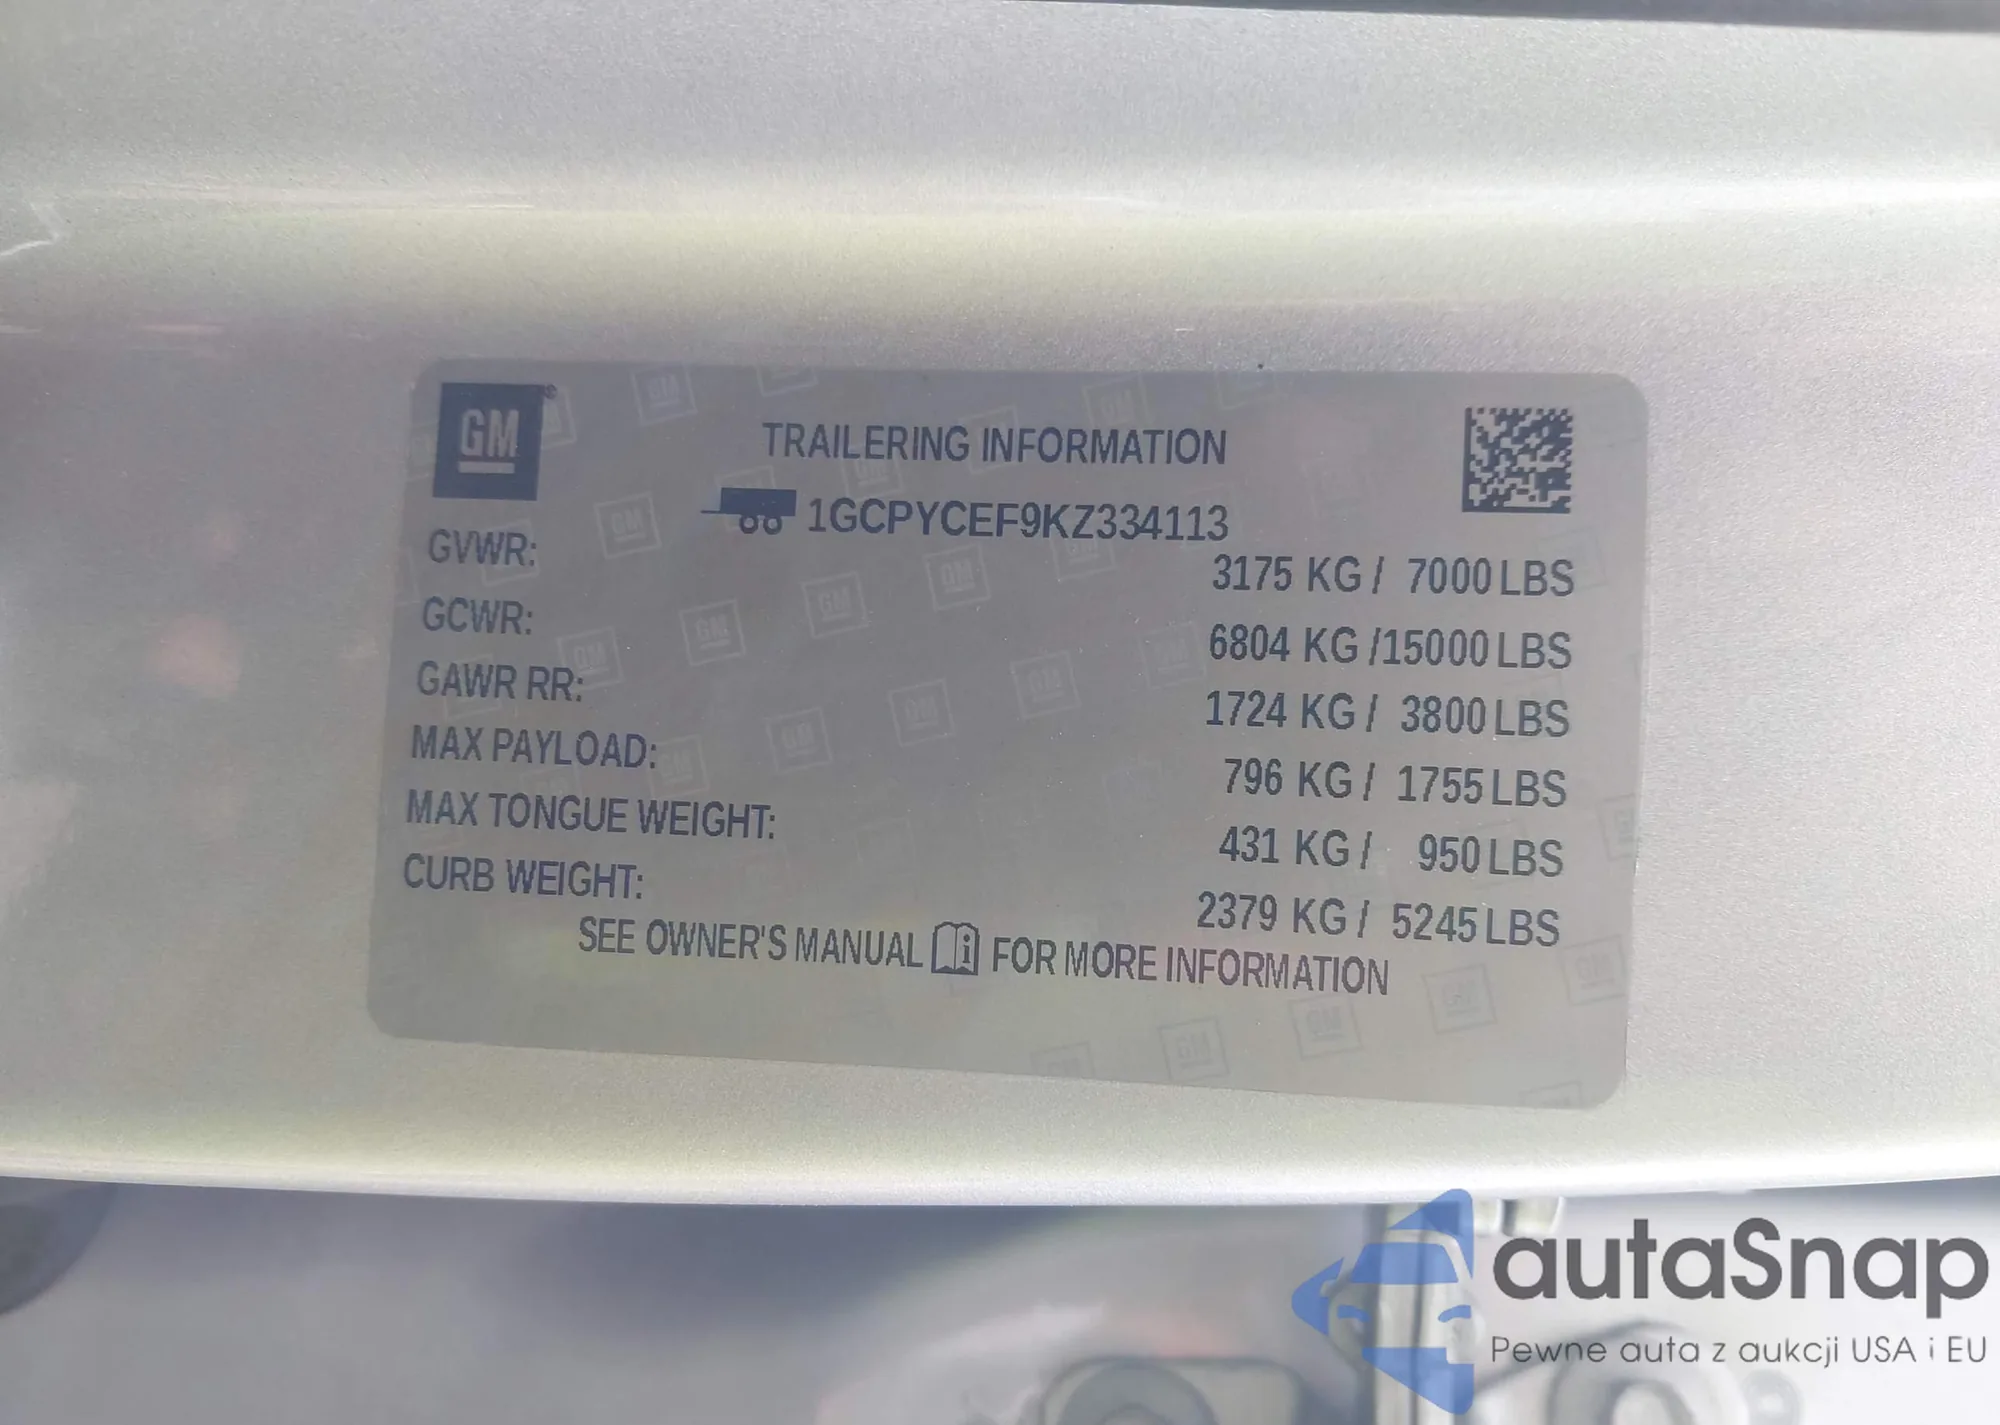 GM
TRAILERING INFORMATION
1GCPYCEF9KZ334113
GVWR: 3175 KG / 7000 LBS
GCWR: 6804 KG /15000 LBS
GAWR RR: 1724 KG / 3800 LBS
MAX PAYLOAD: 796 KG / 1755 LBS
MAX TONGUE WEIGHT: 431 KG / 950 LBS
CURB WEIGHT: 2379 KG / 5245 LBS
SEE OWNER'S MANUAL FOR MORE INFORMATION
autaSnap
Pewne auta z aukcji USA i EU